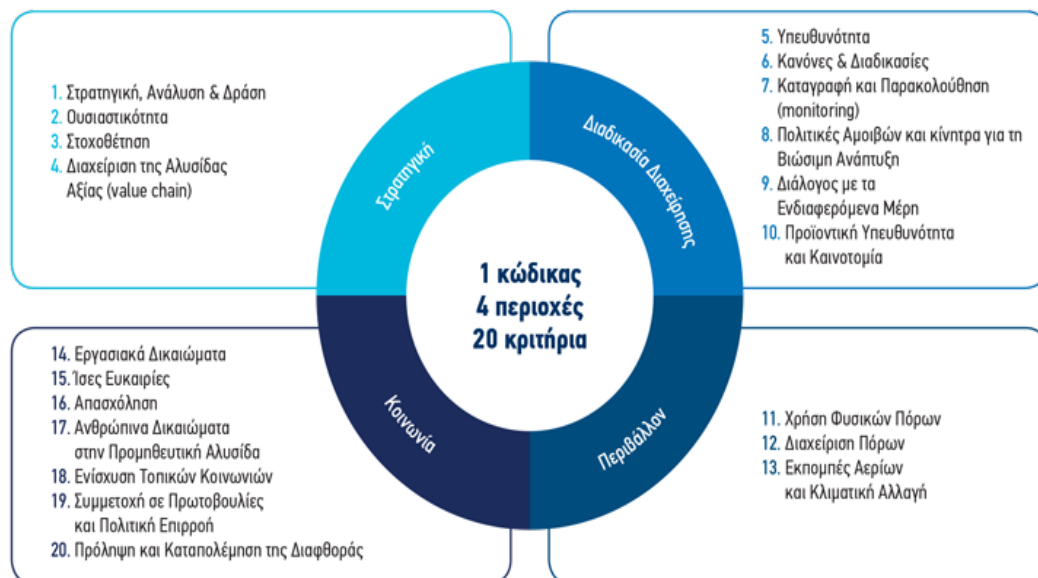 1. Στρατηγική, Ανάλυση & Δράση
2. Ουσιαστικότητα
3. Στοχοθέτηση
4. Διαχείριση της Αλυσίδας
Αξίας (value chain)
Στρατηγική
Διαδικασία Διαχείρησης
5. Υπευθυνότητα
6. Κανόνες & Διαδικασίες
7. Καταγραφή και Παρακολούθηση
(monitoring)
8. Πολιτικές Αμοιβών και κίνητρα για τη
Βιώσιμη Ανάπτυξη
9. Διάλογος με τα
Ενδιαφερόμενα Μέρη
10. Προϊοντική Υπευθυνότητα
και Καινοτομία
1 κώδικας
4 περιοχές
20 κριτήρια
14. Εργασιακά Δικαιώματα
15. Ίσες Ευκαιρίες
16. Απασχόληση
17. Ανθρώπινα Δικαιώματα
στην Προμηθευτική Αλυσίδα
18. Ενίσχυση Τοπικών Κοινωνιών
19. Συμμετοχή σε Πρωτοβουλίες
και Πολιτική Επιρροή
20. Πρόληψη και Καταπολέμηση της Διαφθοράς
Κοινωνία
Περιβάλλον
11. Χρήση Φυσικών Πόρων
12. Διαχείριση Πόρων
13. Εκπομπές Αερίων
και Κλιματική Αλλαγή